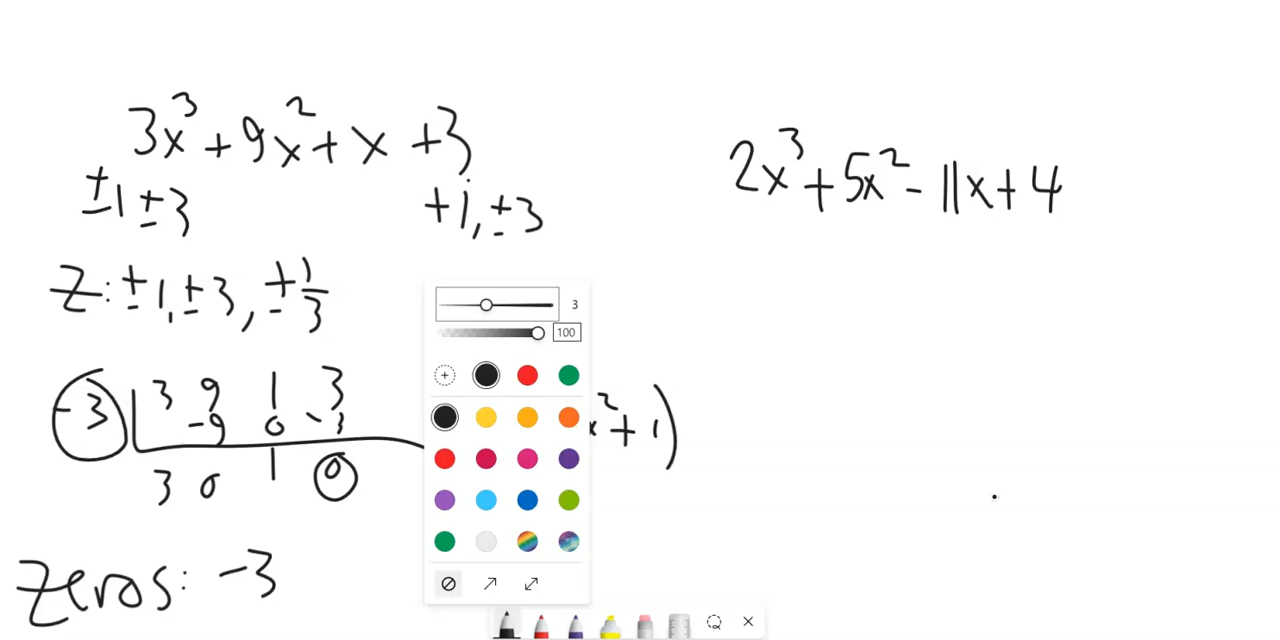 3x³ + 9x² + x + 3
±1 ±3 +1, ±3
Z: ±1, ±3, ±1/3
-3 3 9 1 3
-9 0 -3
3 0 1 0
x² + 1)
zeros: -3
2x³ + 5x² - 11x + 4
3
100